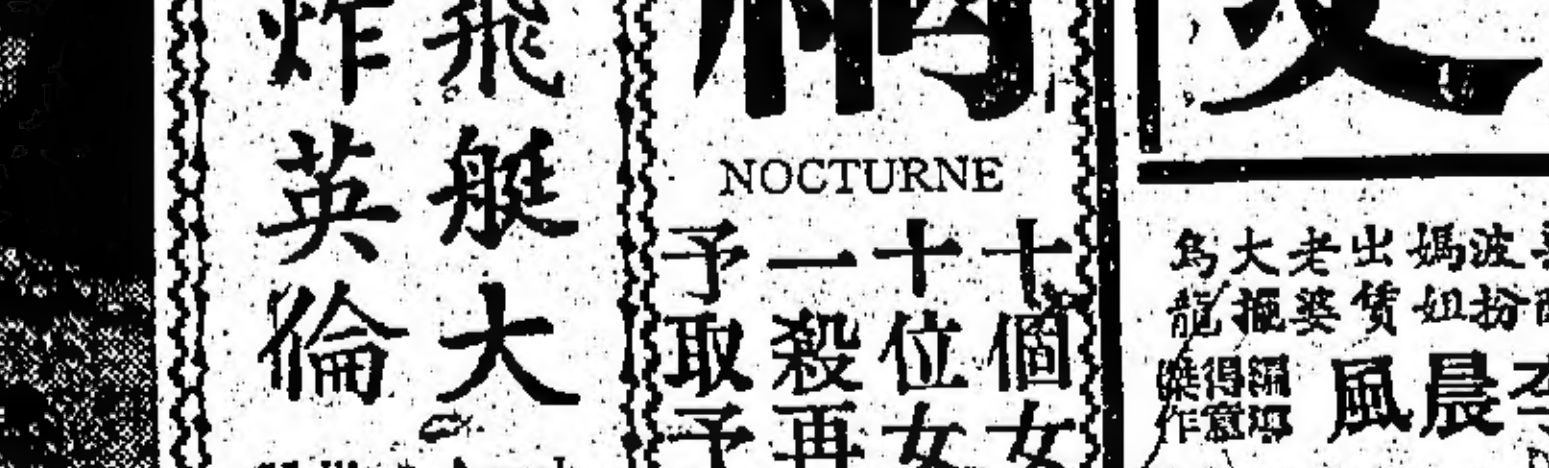 波扮
媽姐
出賃
老婆
大擺
烏龍
晨風
編導
得意
傑作
NOCTURNE
十個女
十位女
一殺再
予取予
飛艇大
炸英倫